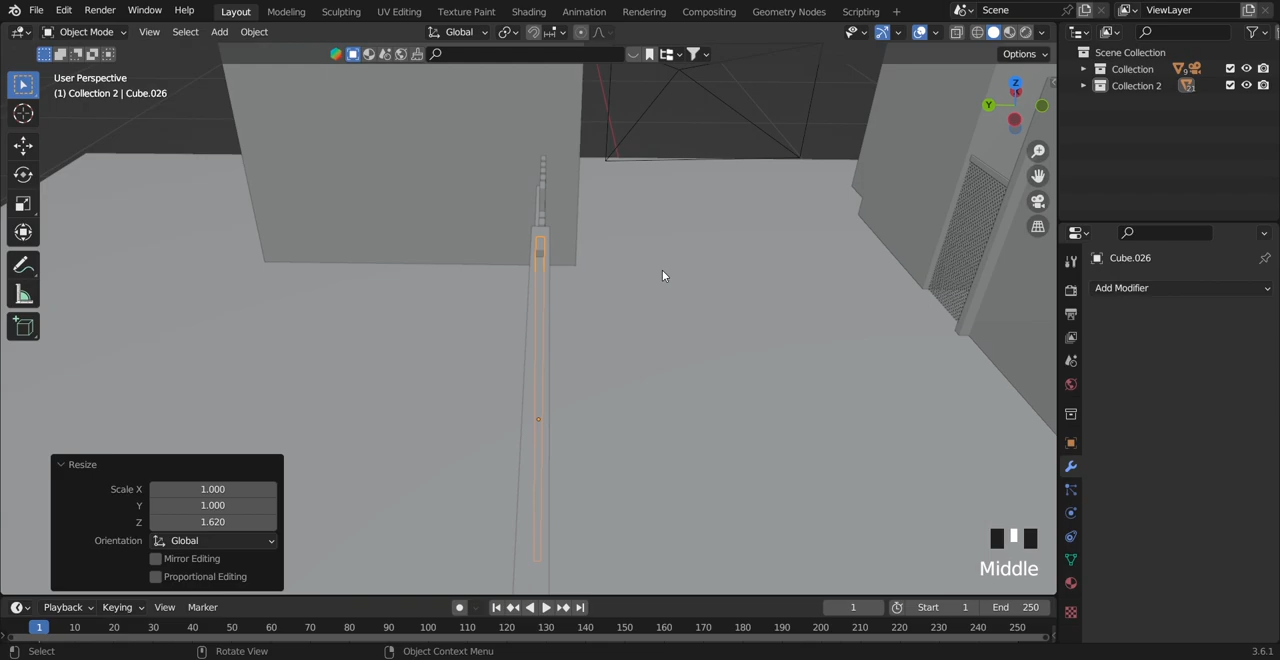 File Edit Render Window Help Layout Modeling Sculpting UV Editing Texture Paint Shading Animation Rendering Compositing Geometry Nodes Scripting + Scene ViewLayer
Object Mode View Select Add Object Global
Options
User Perspective
(1) Collection 2 | Cube.026
Scene Collection
Collection 9
Collection 2 21
Z
Y
Cube.026
Add Modifier
Resize
Scale X 1.000
Y 1.000
Z 1.620
Orientation Global
Mirror Editing
Proportional Editing
Middle
Playback Keying View Marker 1 Start 1 End 250
1 10 20 30 40 50 60 70 80 90 100 110 120 130 140 150 160 170 180 190 200 210 220 230 240 250
Select Rotate View Object Context Menu 3.6.1